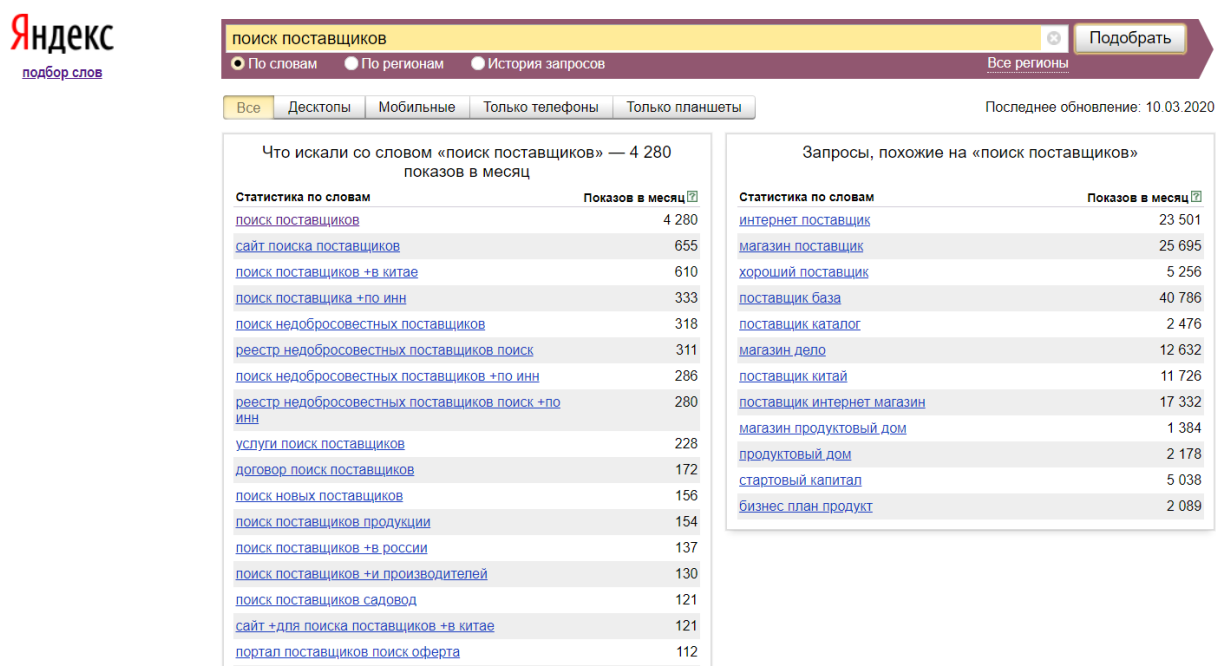 Яндекс
подбор слов
поиск поставщиков
Подобрать
По словам По регионам История запросов
Все регионы
Все Десктопы Мобильные Только телефоны Только планшеты
Последнее обновление: 10.03.2020
Что искали со словом «поиск поставщиков» — 4 280
показов в месяц
Статистика по словам Показов в месяц ?
поиск поставщиков 4 280
сайт поиска поставщиков 655
поиск поставщиков +в китае 610
поиск поставщика +по инн 333
поиск недобросовестных поставщиков 318
реестр недобросовестных поставщиков поиск 311
поиск недобросовестных поставщиков +по инн 286
реестр недобросовестных поставщиков поиск +по 280
инн
услуги поиск поставщиков 228
договор поиск поставщиков 172
поиск новых поставщиков 156
поиск поставщиков продукции 154
поиск поставщиков +в россии 137
поиск поставщиков +и производителей 130
поиск поставщиков садовод 121
сайт +для поиска поставщиков +в китае 121
портал поставщиков поиск оферта 112
Запросы, похожие на «поиск поставщиков»
Статистика по словам Показов в месяц ?
интернет поставщик 23 501
магазин поставщик 25 695
хороший поставщик 5 256
поставщик база 40 786
поставщик каталог 2 476
магазин дело 12 632
поставщик китай 11 726
поставщик интернет магазин 17 332
магазин продуктовый дом 1 384
продуктовый дом 2 178
стартовый капитал 5 038
бизнес план продукт 2 089